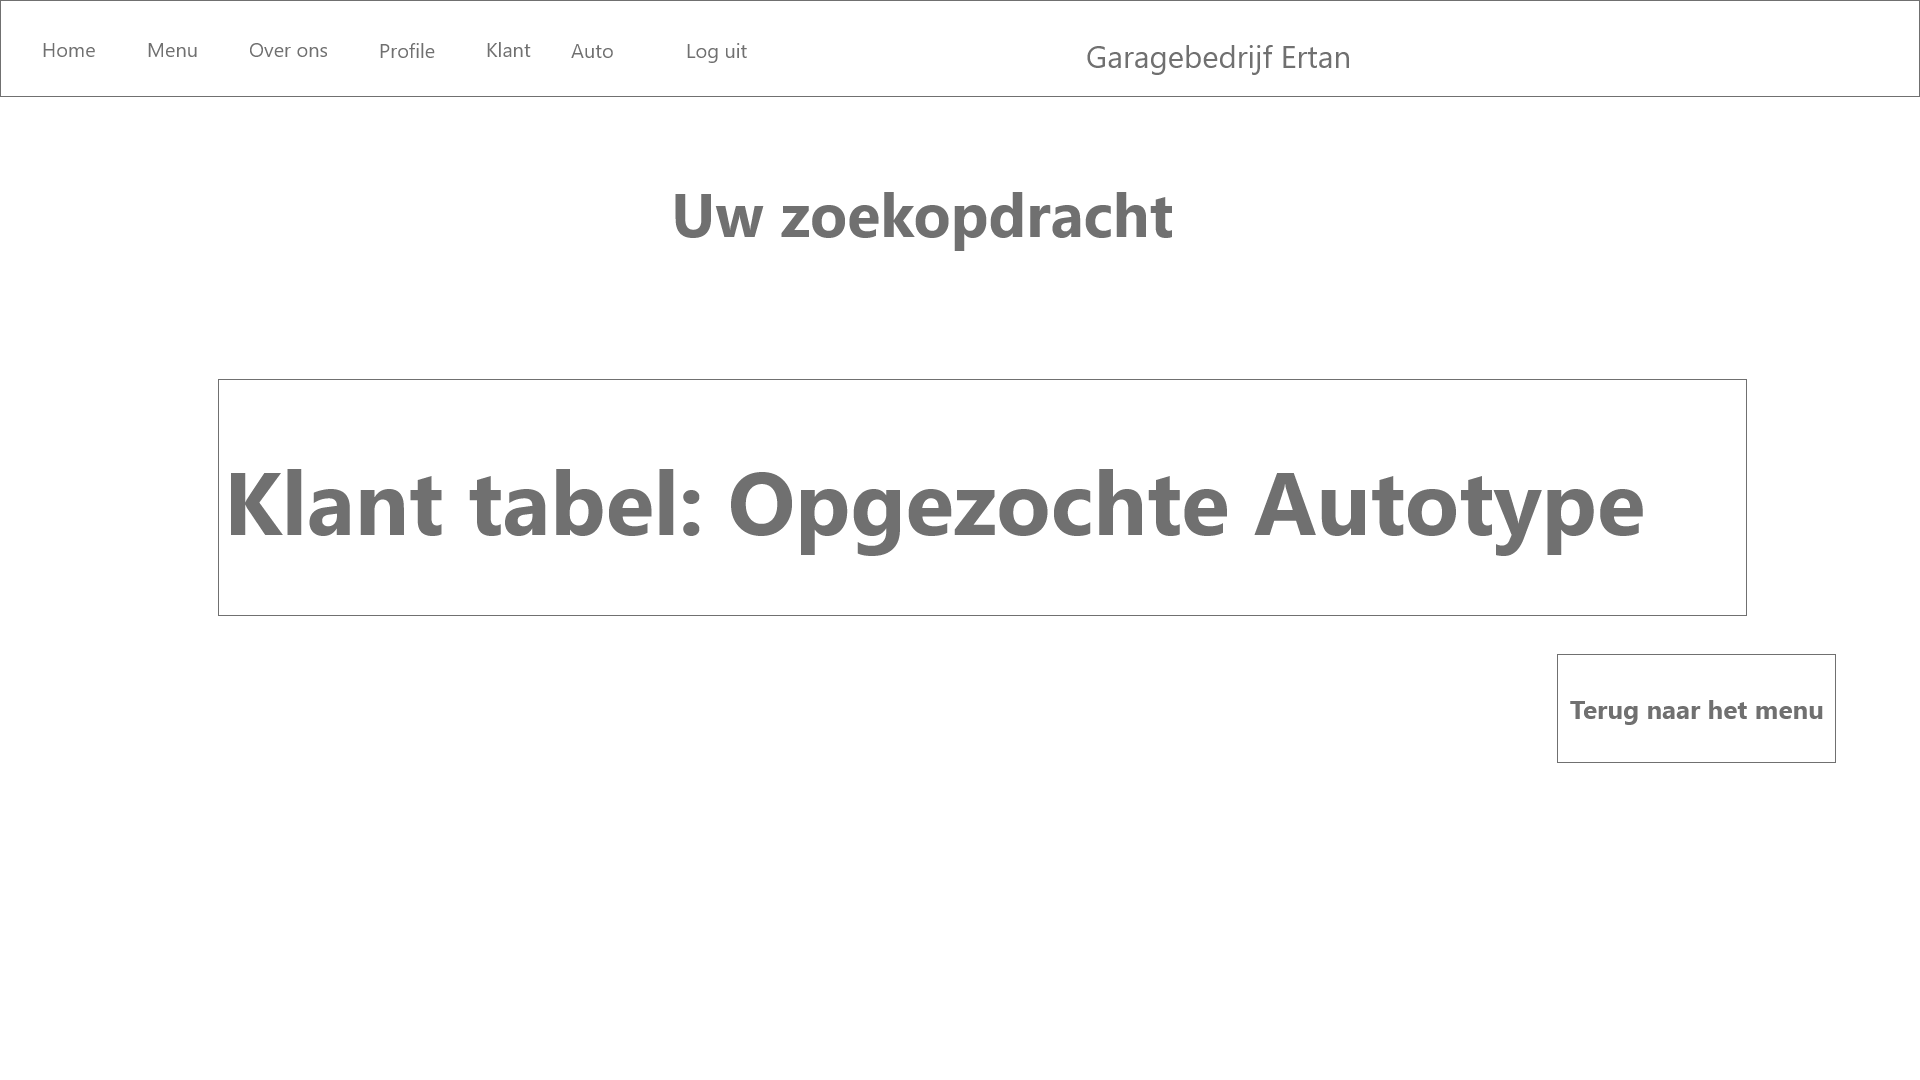 Home Menu Over ons Profile Klant Auto Log uit Garagebedrijf Ertan
Uw zoekopdracht
Klant tabel: Opgezochte Autotype
Terug naar het menu